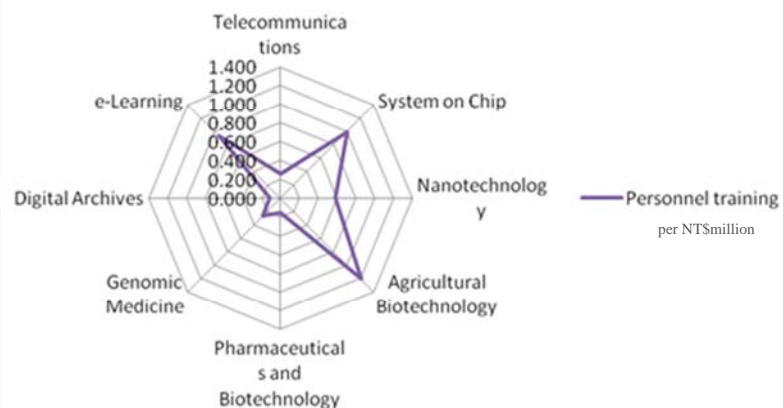 Telecommunica
tions
1.400
1.200
1.000
0.800
0.600
0.400
0.200
0.000
e-Learning
System on Chip
Digital Archives
Nanotechnolog
y
Personnel training
per NT$million
Genomic
Medicine
Agricultural
Biotechnology
Pharmaceutical
s and
Biotechnology